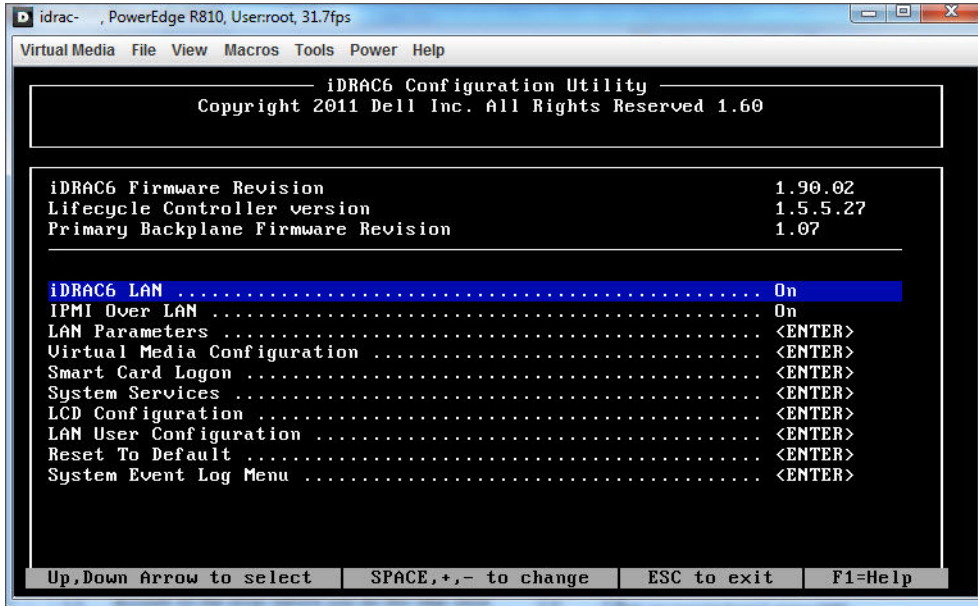 idrac- , PowerEdge R810, User:root, 31.7fps
Virtual Media File View Macros Tools Power Help
iDRAC6 Configuration Utility
Copyright 2011 Dell Inc. All Rights Reserved 1.60
iDRAC6 Firmware Revision 1.90.02
Lifecycle Controller version 1.5.5.27
Primary Backplane Firmware Revision 1.07
iDRAC6 LAN ................................................... On
IPMI Over LAN ................................................ On
LAN Parameters ............................................... <ENTER>
Virtual Media Configuration .................................. <ENTER>
Smart Card Logon ............................................. <ENTER>
System Services .............................................. <ENTER>
LCD Configuration ............................................ <ENTER>
LAN User Configuration ....................................... <ENTER>
Reset To Default ............................................. <ENTER>
System Event Log Menu ........................................ <ENTER>
Up,Down Arrow to select SPACE,+,- to change ESC to exit F1=Help